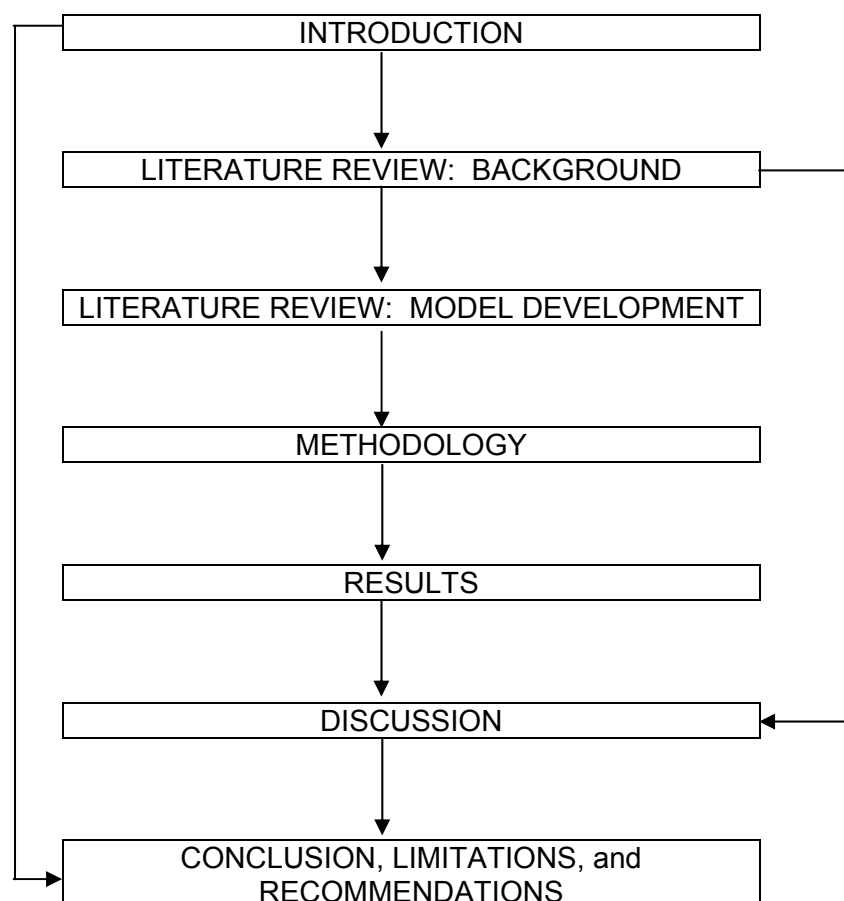 INTRODUCTION
LITERATURE REVIEW:  BACKGROUND
LITERATURE REVIEW:  MODEL DEVELOPMENT
METHODOLOGY
RESULTS
DISCUSSION
CONCLUSION, LIMITATIONS, and
RECOMMENDATIONS